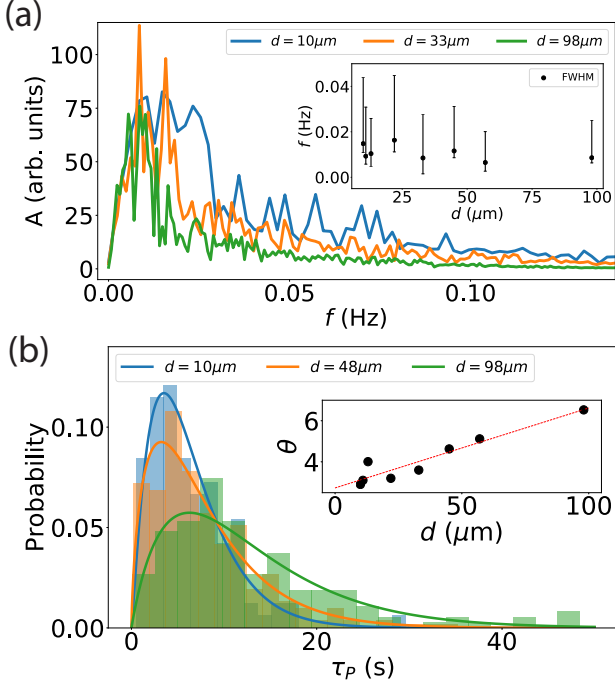 (a)
d = 10μm d = 33μm d = 98μm
A (arb. units)
100
75
50
25
0
0.00 0.05 0.10
f (Hz)
f (Hz)
0.04
0.02
0.00
FWHM
25 50 75 100
d (μm)
(b)
d = 10μm d = 48μm d = 98μm
Probability
0.10
0.05
0.00
0 20 40
τP (s)
θ
6
4
0 50 100
d (μm)